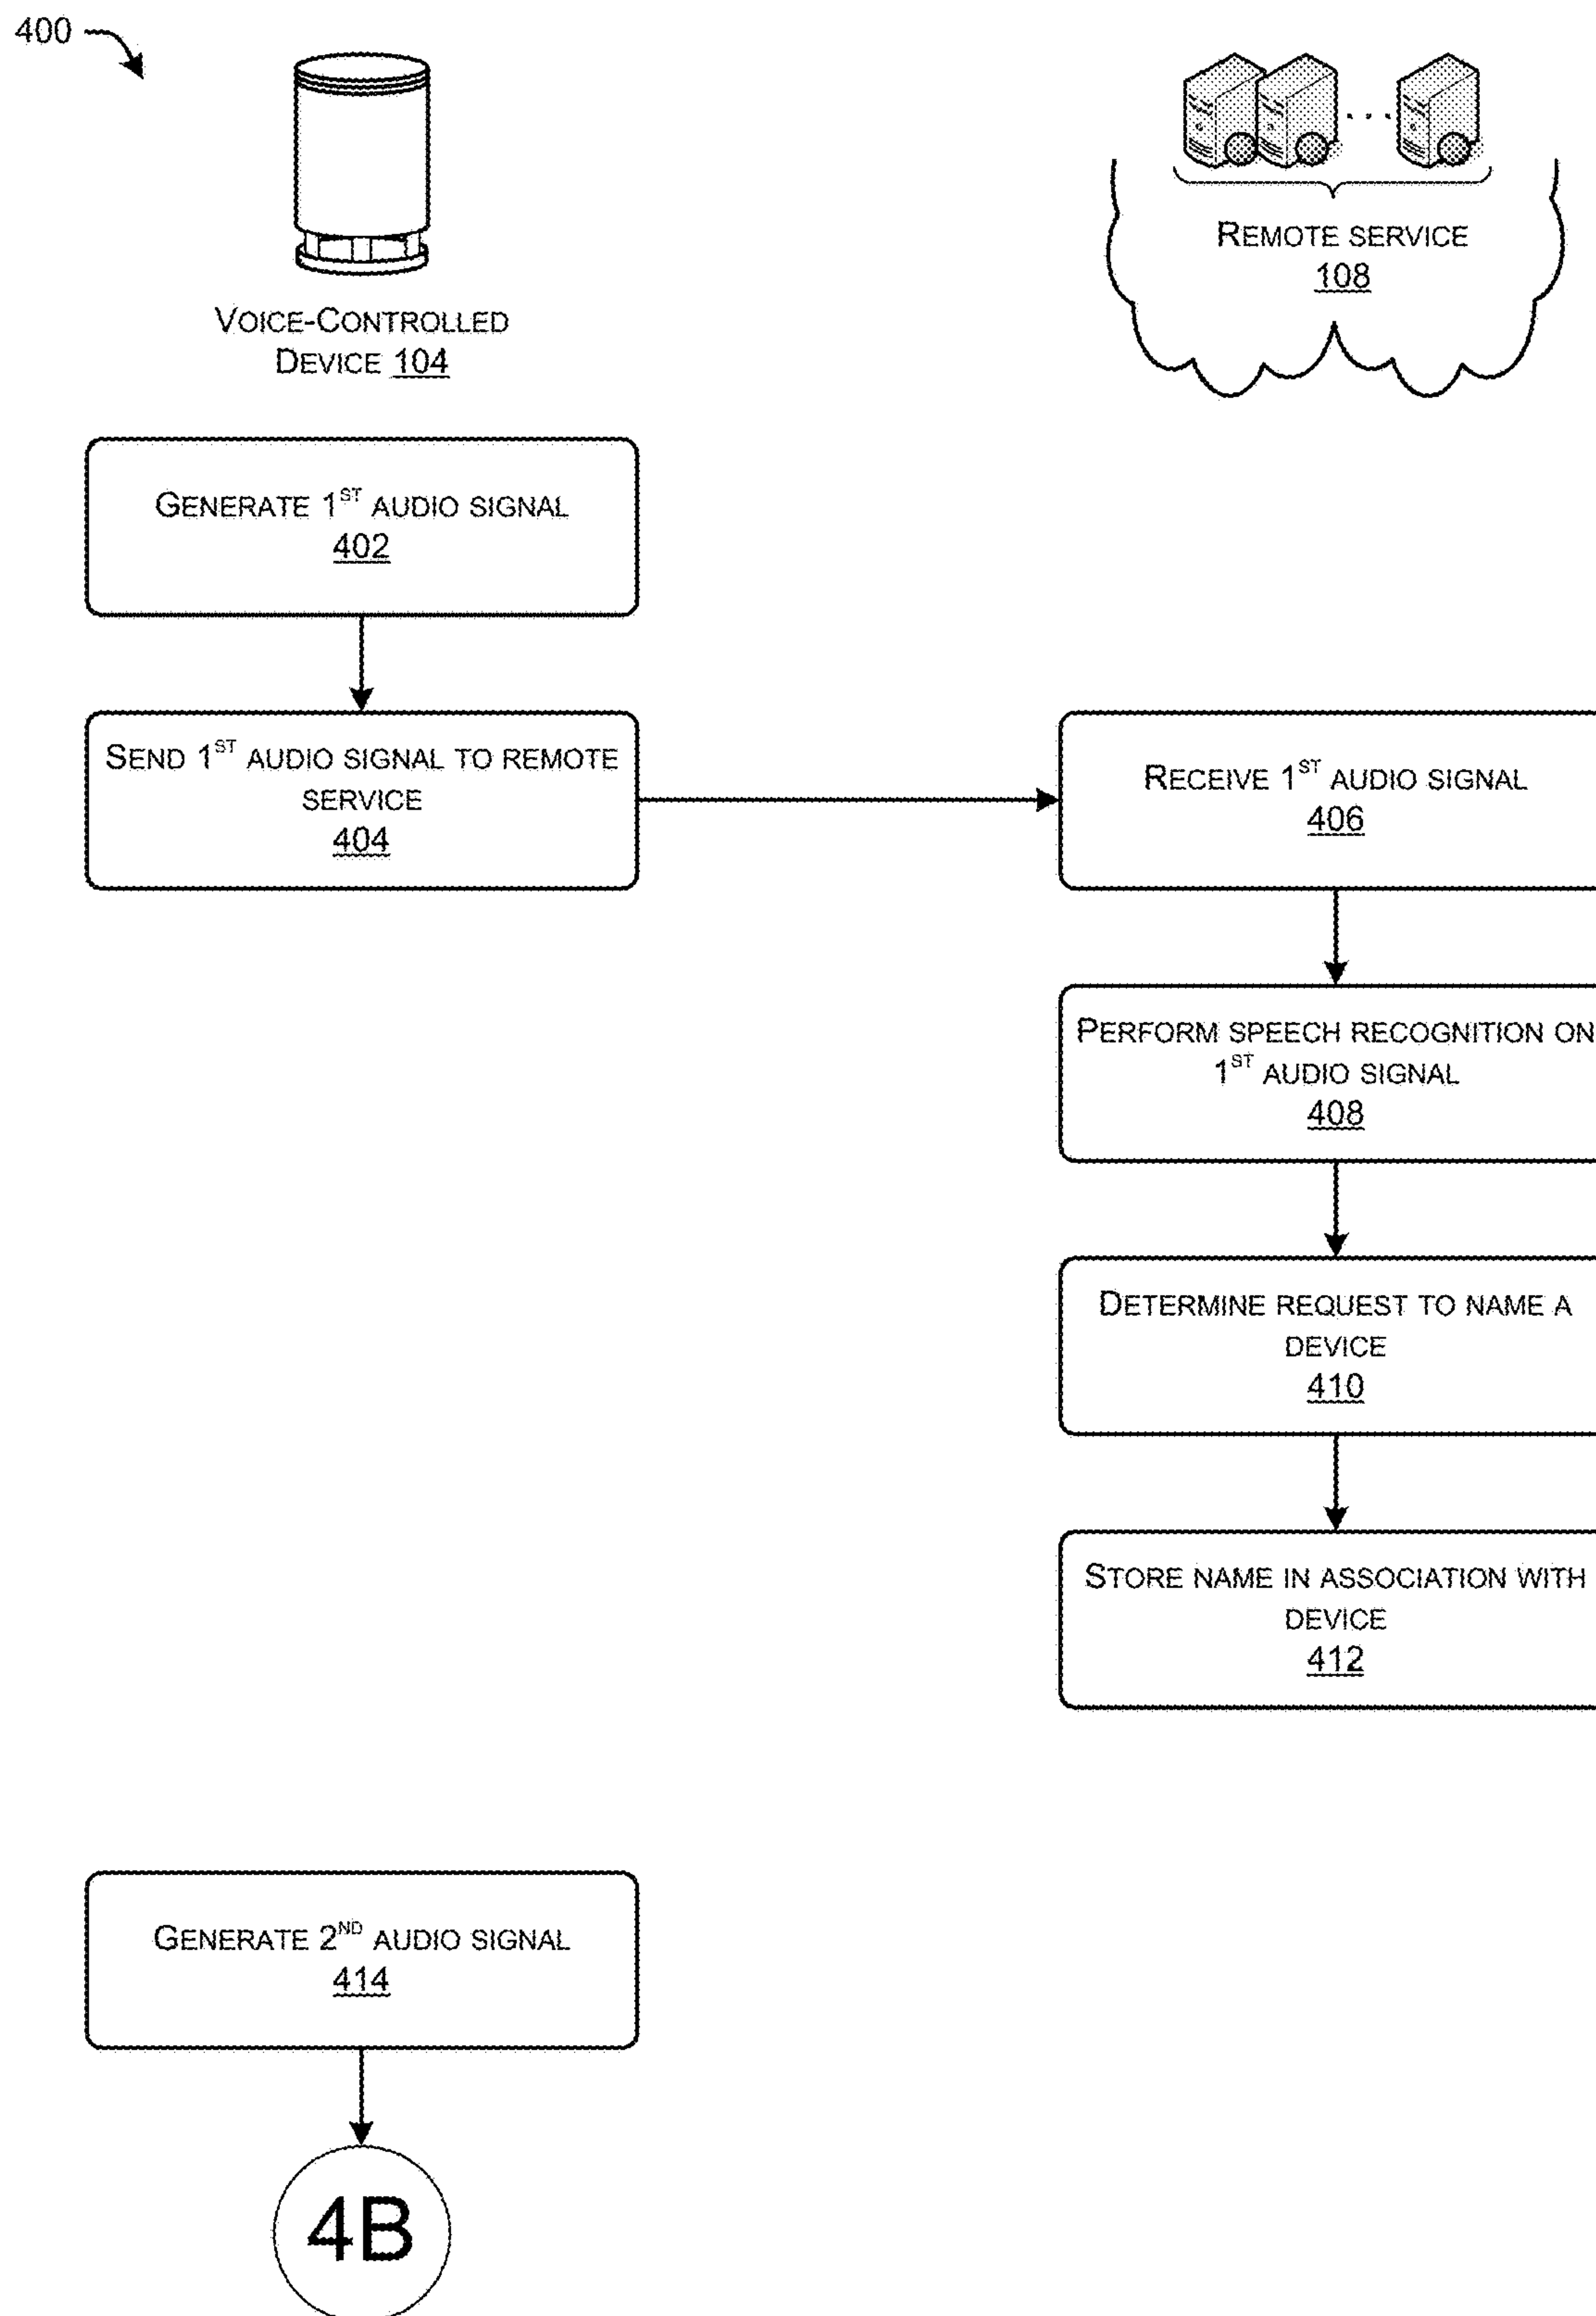 400
REMOTE SERVICE
108
VOICE-CONTROLLED
DEVICE 104
GENERATE 1ST AUDIO SIGNAL
402
SEND 1ST AUDIO SIGNAL TO REMOTE
SERVICE
404
RECEIVE 1ST AUDIO SIGNAL
406
PERFORM SPEECH RECOGNITION ON
1ST AUDIO SIGNAL
408
DETERMINE REQUEST TO NAME A
DEVICE
410
STORE NAME IN ASSOCIATION WITH
DEVICE
412
GENERATE 2ND AUDIO SIGNAL
414
4B